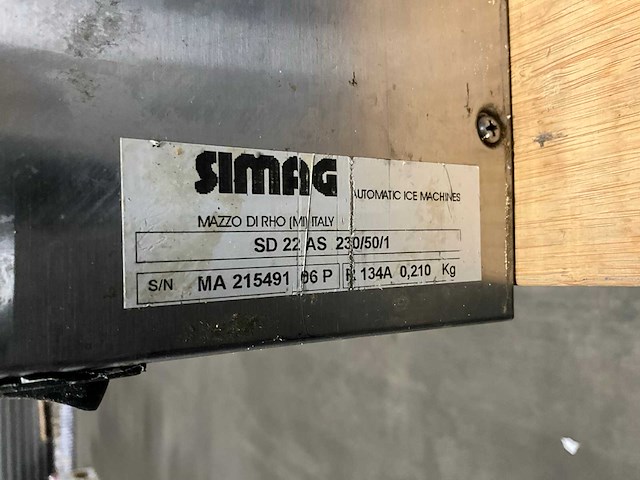 SIMAG AUTOMATIC ICE MACHINES
MAZZO DI RHO (MI) ITALY
SD 22 AS 230/50/1
S/N MA 215491 06 P R 134A 0,210 Kg